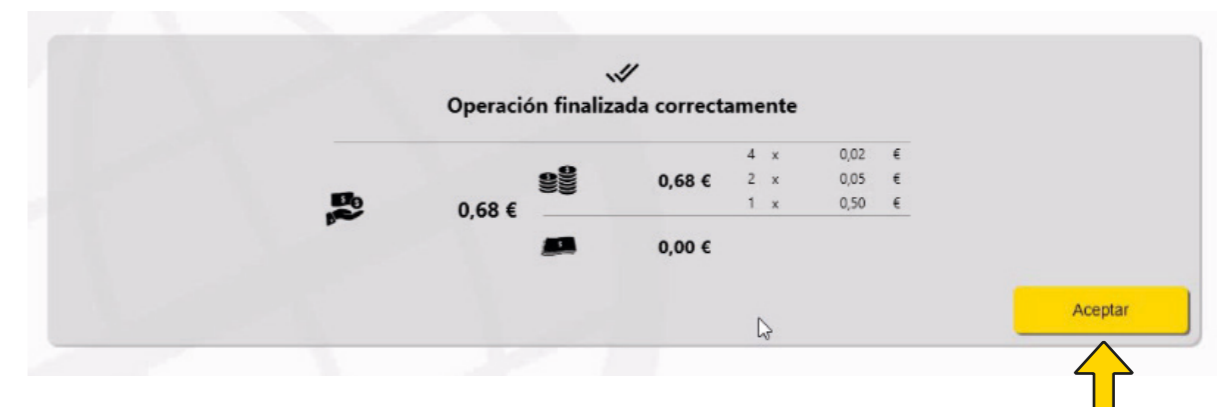 Operación finalizada correctamente
4 x 0,02 €
0,68 € 2 x 0,05 €
0,68 €
1 x 0,50 €
0,00 €
Aceptar